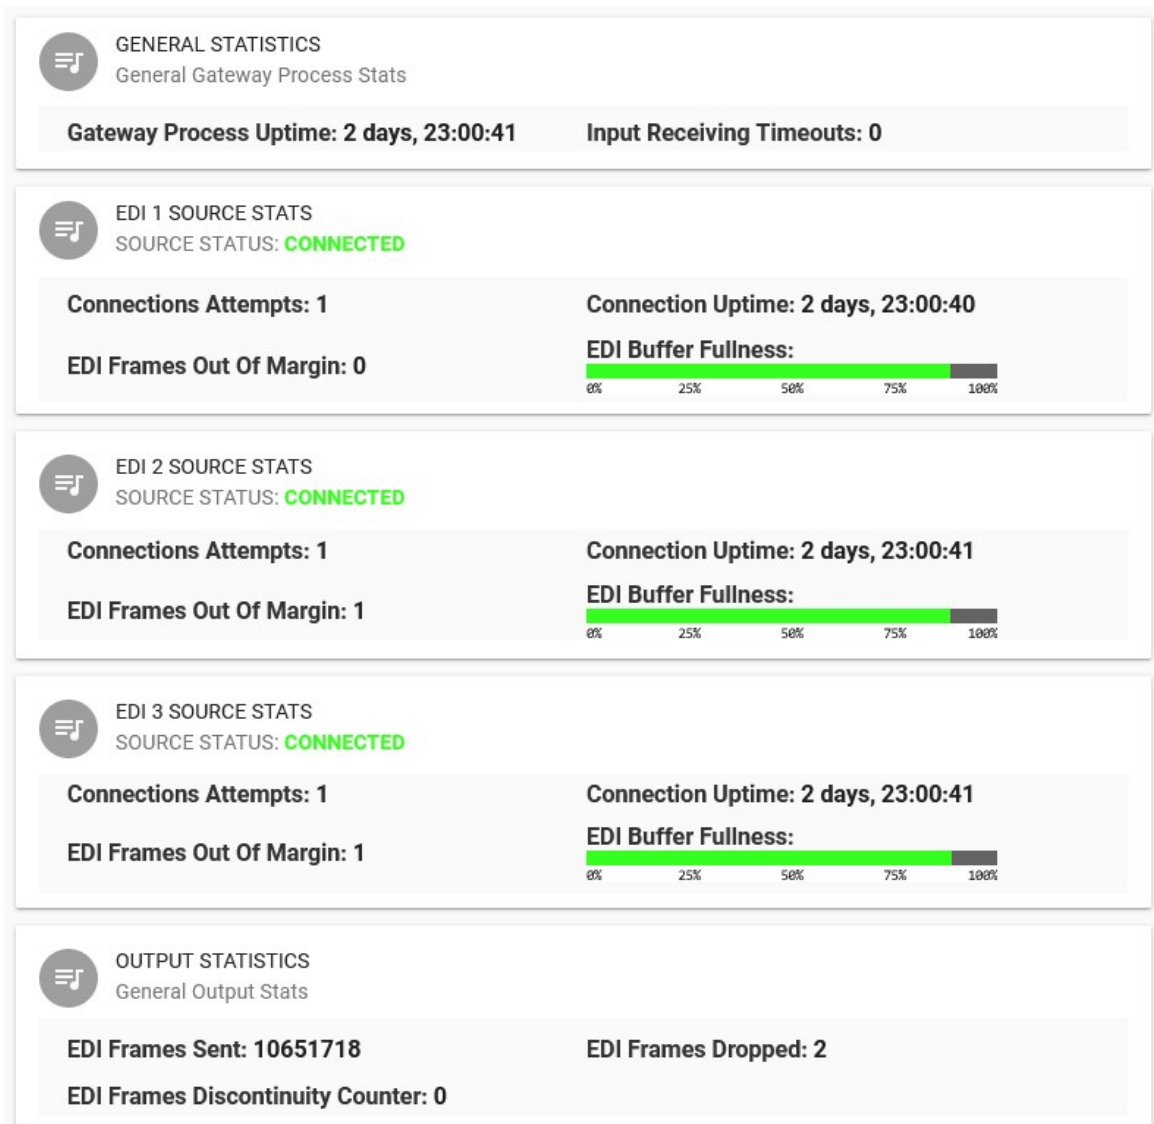 GENERAL STATISTICS
General Gateway Process Stats
Gateway Process Uptime: 2 days, 23:00:41 Input Receiving Timeouts: 0
EDI 1 SOURCE STATS
SOURCE STATUS: CONNECTED
Connections Attempts: 1 Connection Uptime: 2 days, 23:00:40
EDI Frames Out Of Margin: 0 EDI Buffer Fullness:
0% 25% 50% 75% 100%
EDI 2 SOURCE STATS
SOURCE STATUS: CONNECTED
Connections Attempts: 1 Connection Uptime: 2 days, 23:00:41
EDI Frames Out Of Margin: 1 EDI Buffer Fullness:
0% 25% 50% 75% 100%
EDI 3 SOURCE STATS
SOURCE STATUS: CONNECTED
Connections Attempts: 1 Connection Uptime: 2 days, 23:00:41
EDI Frames Out Of Margin: 1 EDI Buffer Fullness:
0% 25% 50% 75% 100%
OUTPUT STATISTICS
General Output Stats
EDI Frames Sent: 10651718 EDI Frames Dropped: 2
EDI Frames Discontinuity Counter: 0